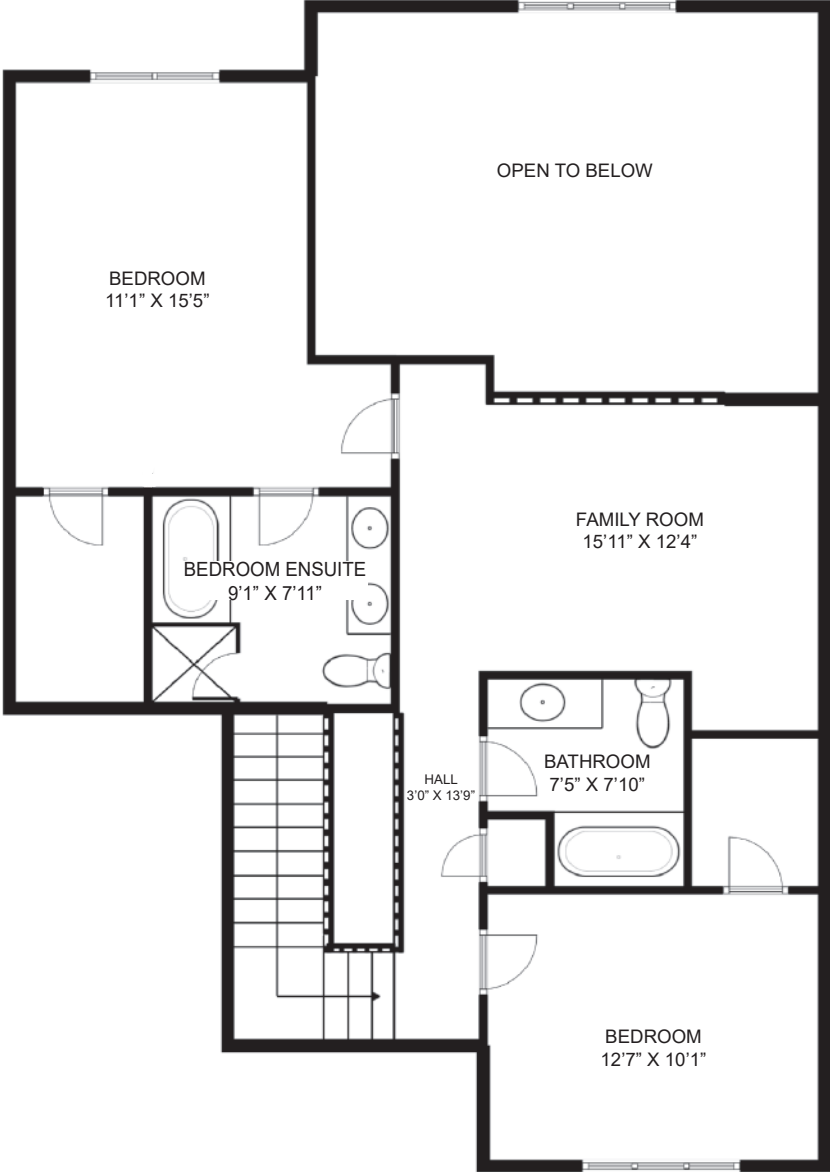 OPEN TO BELOW
BEDROOM
11’1” X 15’5”
FAMILY ROOM
15’11” X 12’4”
BEDROOM ENSUITE
9’1” X 7’11”
BATHROOM
7’5” X 7’10”
HALL
3’0” X 13’9”
BEDROOM
12’7” X 10’1”